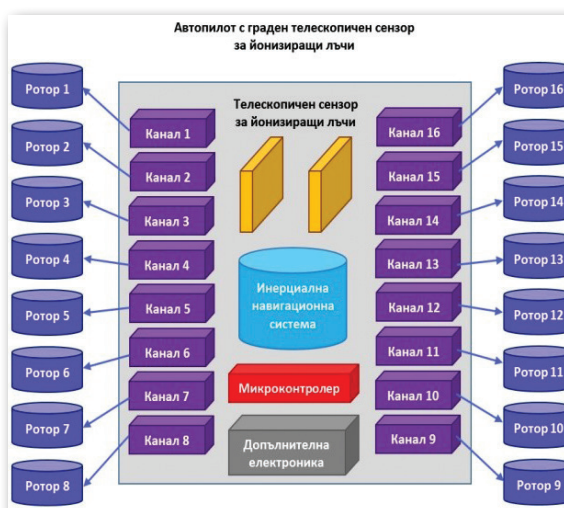 Автопилот с граден телескопичен сензор
за йонизиращи лъчи
Ротор 1
Ротор 2
Ротор 3
Ротор 4
Ротор 5
Ротор 6
Ротор 7
Ротор 8
Канал 1
Канал 2
Канал 3
Канал 4
Канал 5
Канал 6
Канал 7
Канал 8
Телескопичен сензор
за йонизиращи лъчи
Инерциална
навигационна
система
Микроконтролер
Допълнителна
електроника
Канал 16
Канал 15
Канал 14
Канал 13
Канал 12
Канал 11
Канал 10
Канал 9
Ротор 16
Ротор 15
Ротор 14
Ротор 13
Ротор 12
Ротор 11
Ротор 10
Ротор 9